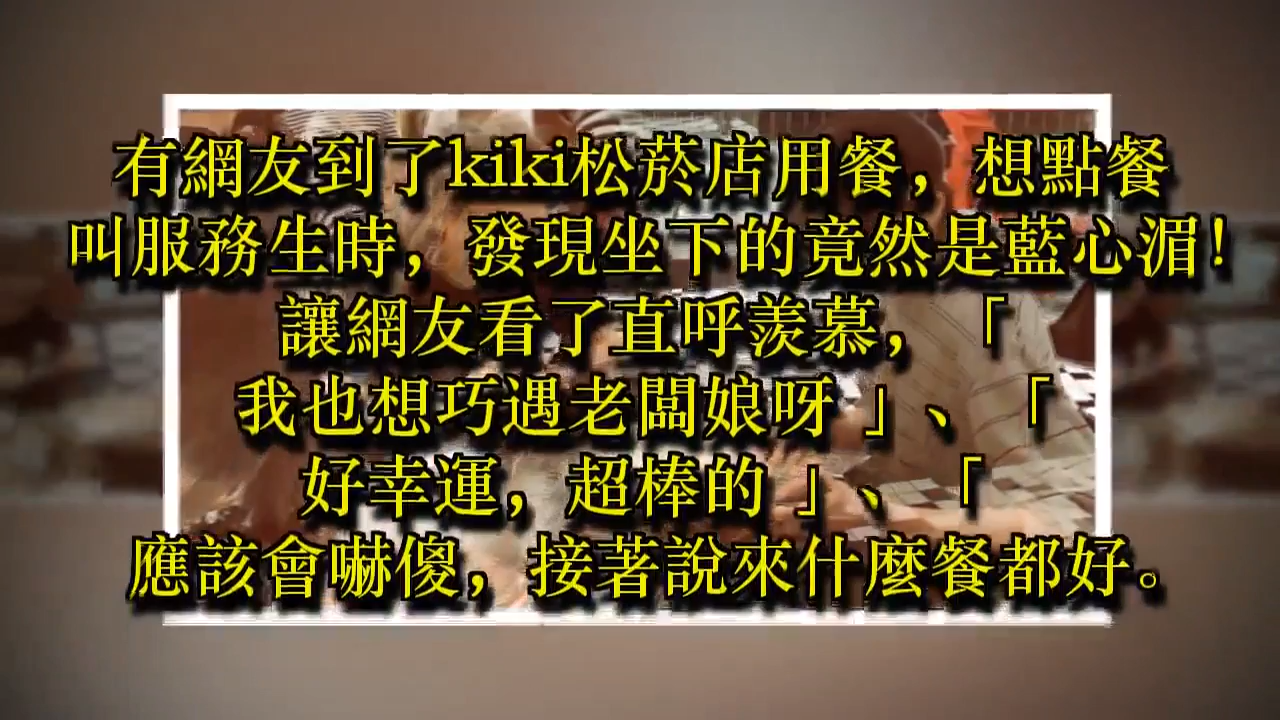 有網友到了kiki松菸店用餐，想點餐
叫服務生時，發現坐下的竟然是藍心湄！
讓網友看了直呼羨慕，「
我也想巧遇老闆娘呀 」、「
好幸運，超棒的 」、「
應該會嚇傻，接著說來什麼餐都好。